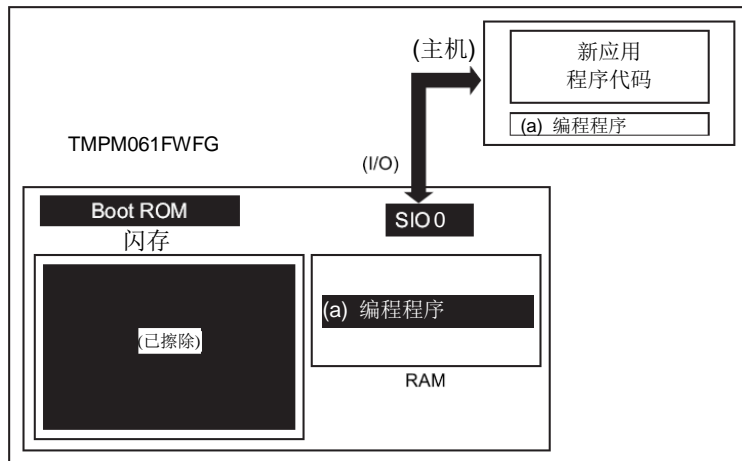 (主机)
新应用
程序代码
(a) 编程程序
TMPM061FWFG
(I/O)
Boot ROM
SIO 0
闪存
(a) 编程程序
(已擦除)
RAM